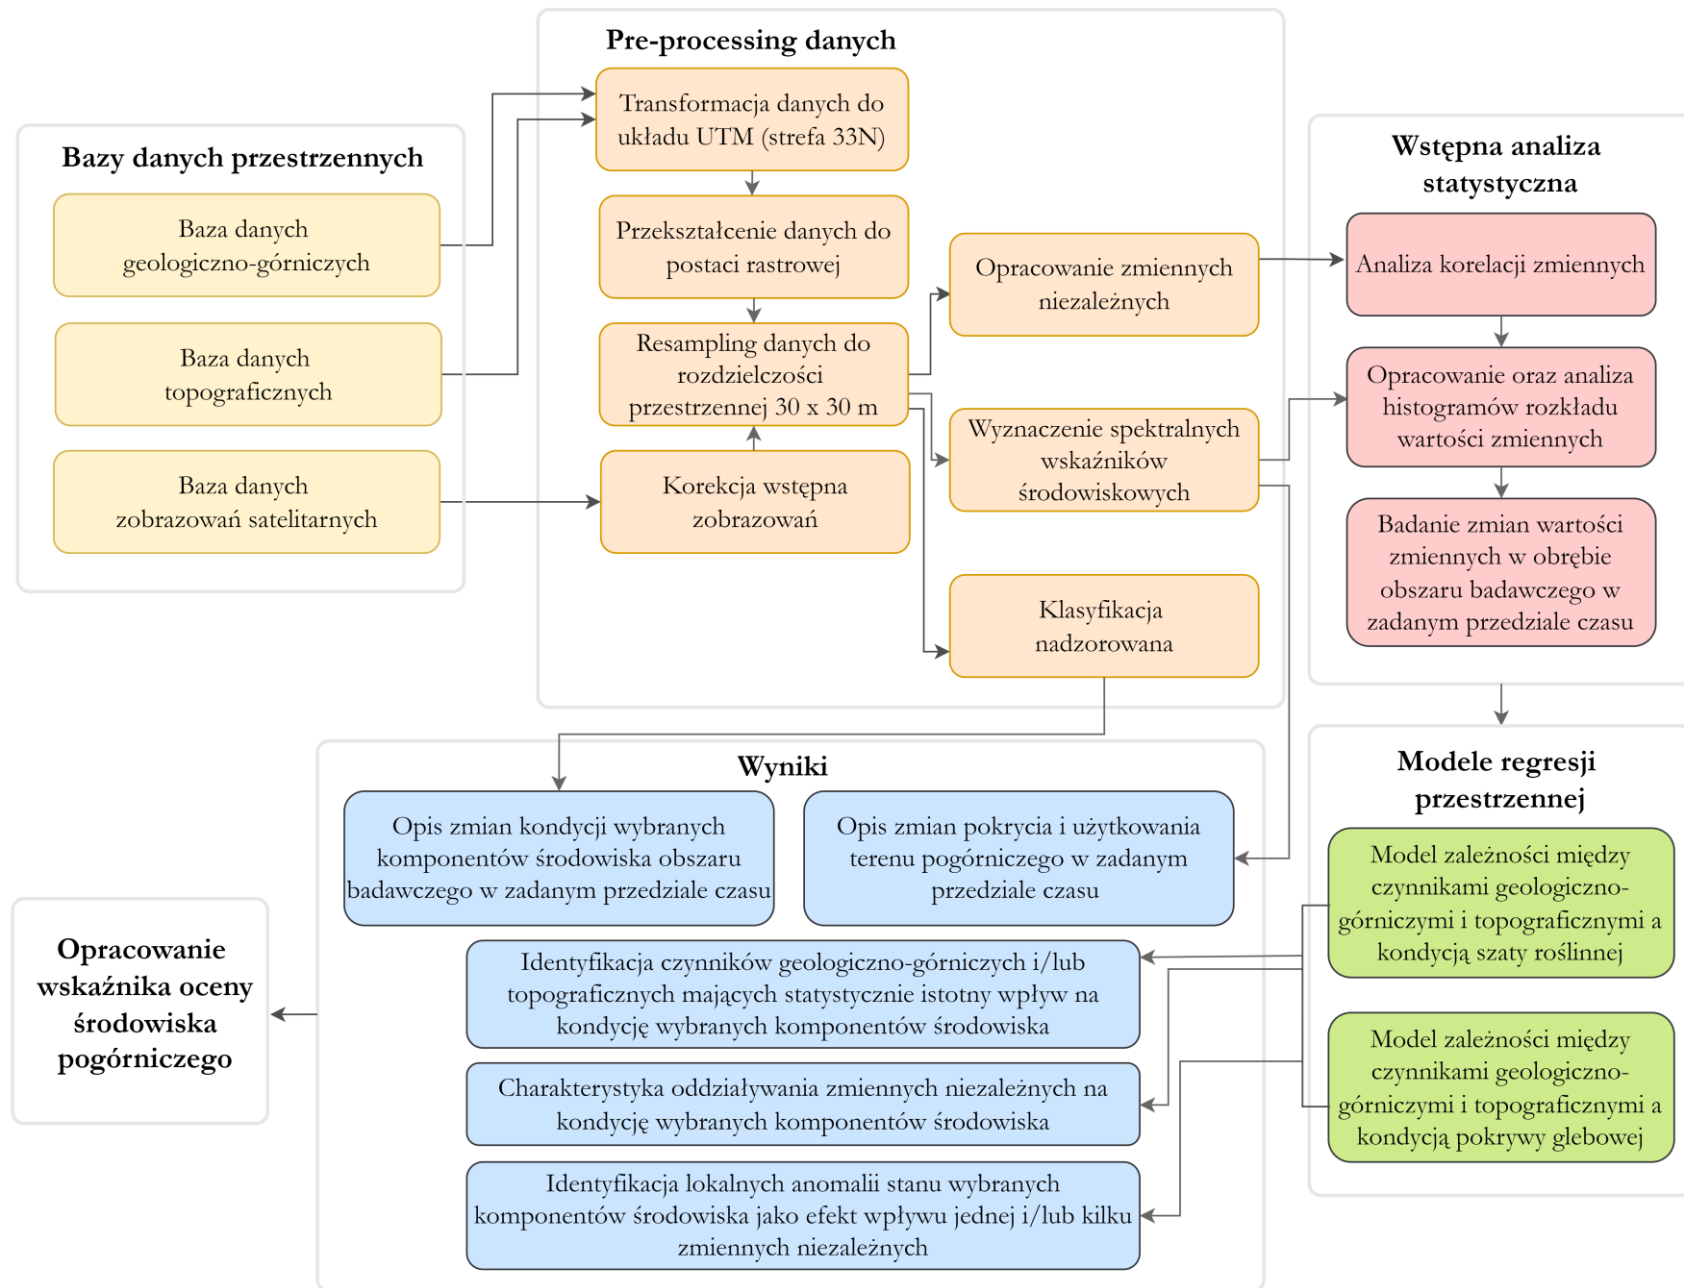 Pre-processing danych
Transformacja danych do
układu UTM (strefa 33N)
Bazy danych przestrzennych
Wstępna analiza
statystyczna
Baza danych
geologiczno-górniczych
Przekształcenie danych do
postaci rastrowej
Opracowanie zmiennych
niezależnych
Analiza korelacji zmiennych
Baza danych
topograficznych
Resampling danych do
rozdzielczości
przestrzennej 30 x 30 m
Opracowanie oraz analiza
histogramów rozkładu
wartości zmiennych
Wyznaczenie spektralnych
wskaźników
środowiskowych
Baza danych
zobrazowań satelitarnych
Korekcja wstępna
zobrazowań
Badanie zmian wartości
zmiennych w obrębie
obszaru badawczego w
zadanym przedziale czasu
Klasyfikacja
nadzorowana
Wyniki
Modele regresji
przestrzennej
Opis zmian kondycji wybranych
komponentów środowiska obszaru
badawczego w zadanym przedziale czasu
Opis zmian pokrycia i użytkowania
terenu pogórniczego w zadanym
przedziale czasu
Model zależności między
czynnikami geologiczno-
górniczymi i topograficznymi a
kondycją szaty roślinnej
Opracowanie
wskaźnika oceny
środowiska
pogórniczego
Identyfikacja czynników geologiczno-górniczych i/lub
topograficznych mających statystycznie istotny wpływ na
kondycję wybranych komponentów środowiska
Model zależności między
czynnikami geologiczno-
górniczymi i topograficznymi a
kondycją pokrywy glebowej
Charakterystyka oddziaływania zmiennych niezależnych na
kondycję wybranych komponentów środowiska
Identyfikacja lokalnych anomalii stanu wybranych
komponentów środowiska jako efekt wpływu jednej i/lub kilku
zmiennych niezależnych